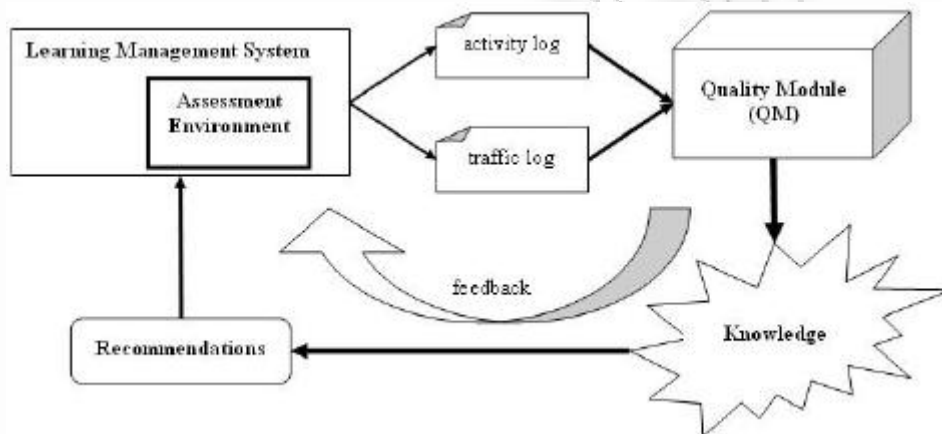 Learning Management System
Assessment
Environment
activity log
traffic log
Quality Module
(QM)
feedback
Knowledge
Recommendations